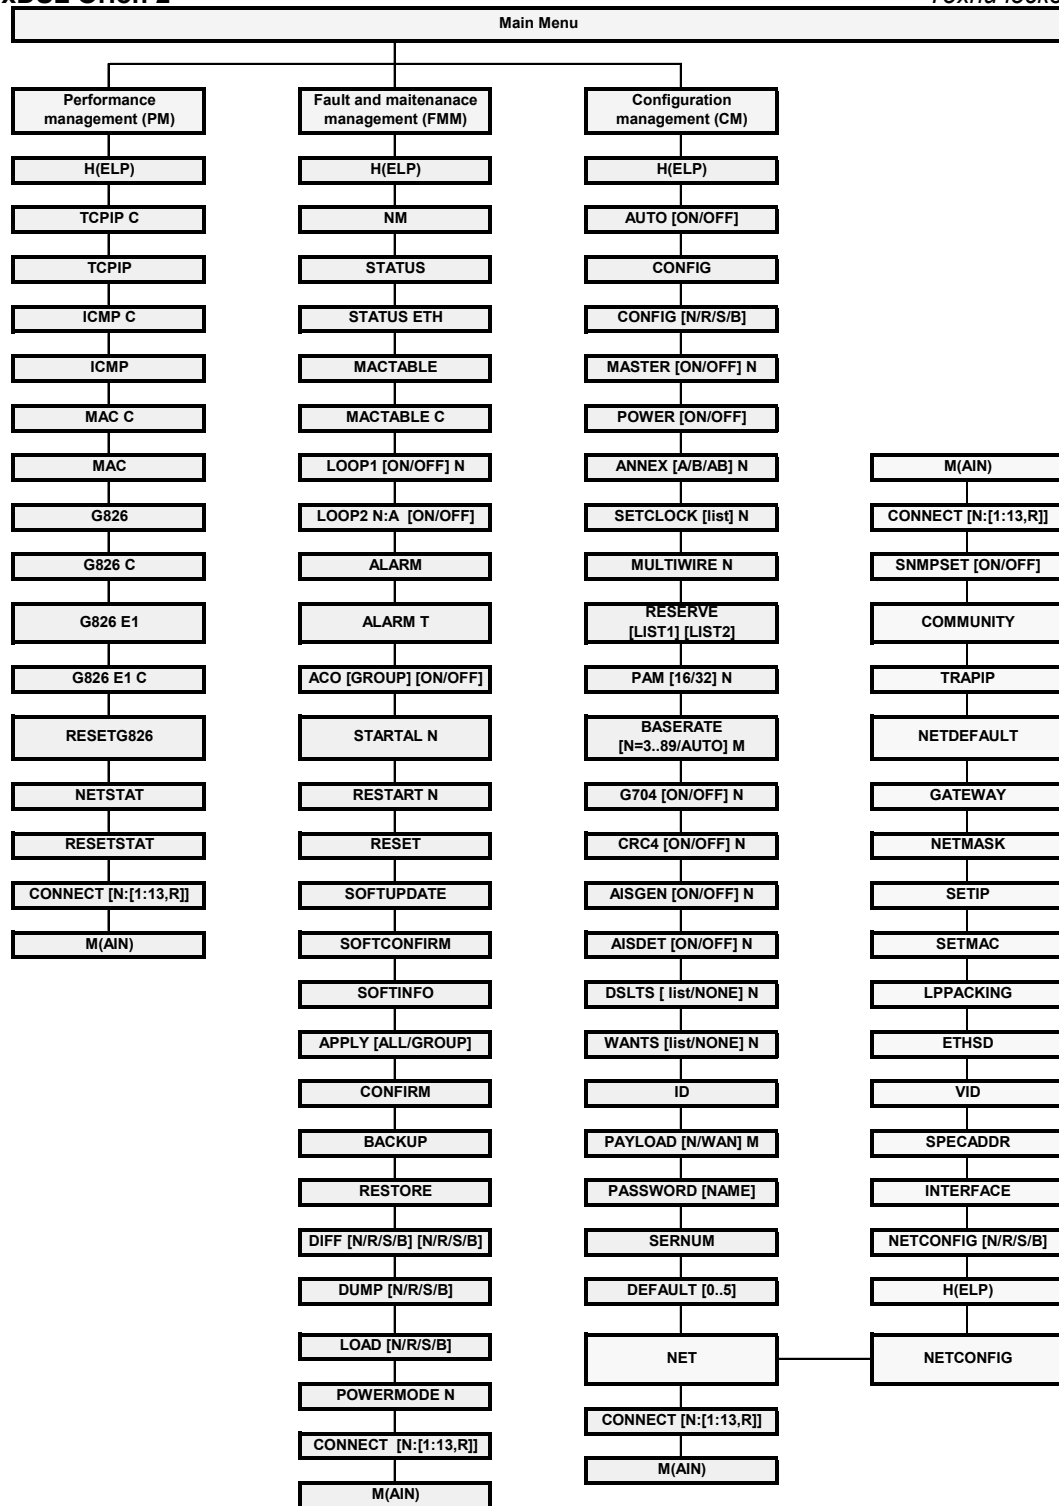 Main Menu
Performance
management (PM)
H(ELP)
TCPIP C
TCPIP
ICMP C
ICMP
MAC C
MAC
G826
G826 C
G826 E1
G826 E1 C
RESETG826
NETSTAT
RESETSTAT
CONNECT [N:[1:13,R]]
M(AIN)
Fault and maitenanace
management (FMM)
H(ELP)
NM
STATUS
STATUS ETH
MACTABLE
MACTABLE C
LOOP1 [ON/OFF] N
LOOP2 N:A [ON/OFF]
ALARM
ALARM T
ACO [GROUP] [ON/OFF]
STARTAL N
RESTART N
RESET
SOFTUPDATE
SOFTCONFIRM
SOFTINFO
APPLY [ALL/GROUP]
CONFIRM
BACKUP
RESTORE
DIFF [N/R/S/B] [N/R/S/B]
DUMP [N/R/S/B]
LOAD [N/R/S/B]
POWERMODE N
CONNECT [N:[1:13,R]]
M(AIN)
Configuration
management (CM)
H(ELP)
AUTO [ON/OFF]
CONFIG
CONFIG [N/R/S/B]
MASTER [ON/OFF] N
POWER [ON/OFF]
ANNEX [A/B/AB] N
SETCLOCK [list] N
MULTIWIRE N
RESERVE
[LIST1] [LIST2]
PAM [16/32] N
BASERATE
[N=3..89/AUTO] M
G704 [ON/OFF] N
CRC4 [ON/OFF] N
AISGEN [ON/OFF] N
AISDET [ON/OFF] N
DSLTS [ list/NONE] N
WANTS [list/NONE] N
ID
PAYLOAD [N/WAN] M
PASSWORD [NAME]
SERNUM
DEFAULT [0..5]
NET
CONNECT [N:[1:13,R]]
M(AIN)
M(AIN)
CONNECT [N:[1:13,R]]
SNMPSET [ON/OFF]
COMMUNITY
TRAPIP
NETDEFAULT
GATEWAY
NETMASK
SETIP
SETMAC
LPPACKING
ETHSD
VID
SPECADDR
INTERFACE
NETCONFIG [N/R/S/B]
H(ELP)
NETCONFIG